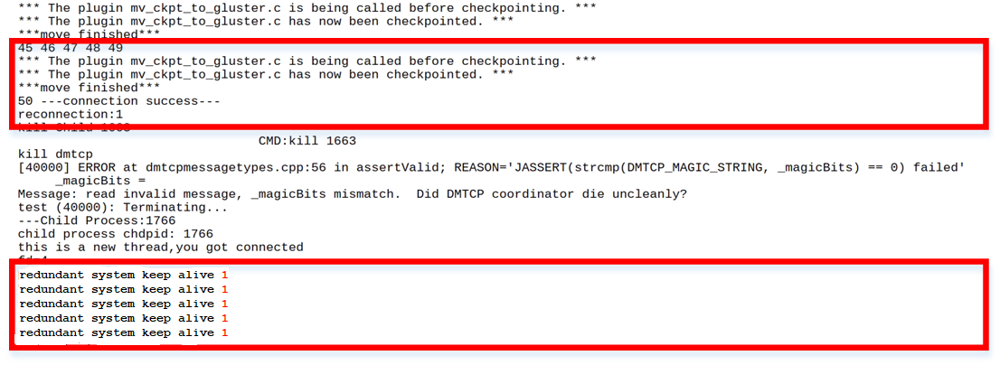 *** The plugin mv_ckpt_to_gluster.c is being called before checkpointing. ***
*** The plugin mv_ckpt_to_gluster.c has now been checkpointed. ***
***move finished***
45 46 47 48 49
*** The plugin mv_ckpt_to_gluster.c is being called before checkpointing. ***
*** The plugin mv_ckpt_to_gluster.c has now been checkpointed. ***
***move finished***
50 ---connection success---
reconnection:1
kill Child 1663
CMD:kill 1663
kill dmtcp
[40000] ERROR at dmtcpmessagetypes.cpp:56 in assertValid; REASON='JASSERT(strcmp(DMTCP_MAGIC_STRING, _magicBits) == 0) failed'
_magicBits =
Message: read invalid message, _magicBits mismatch.  Did DMTCP coordinator die uncleanly?
test (40000): Terminating...
---Child Process:1766
child process chdpid: 1766
this is a new thread,you got connected
fd=4
redundant system keep alive 1
redundant system keep alive 1
redundant system keep alive 1
redundant system keep alive 1
redundant system keep alive 1